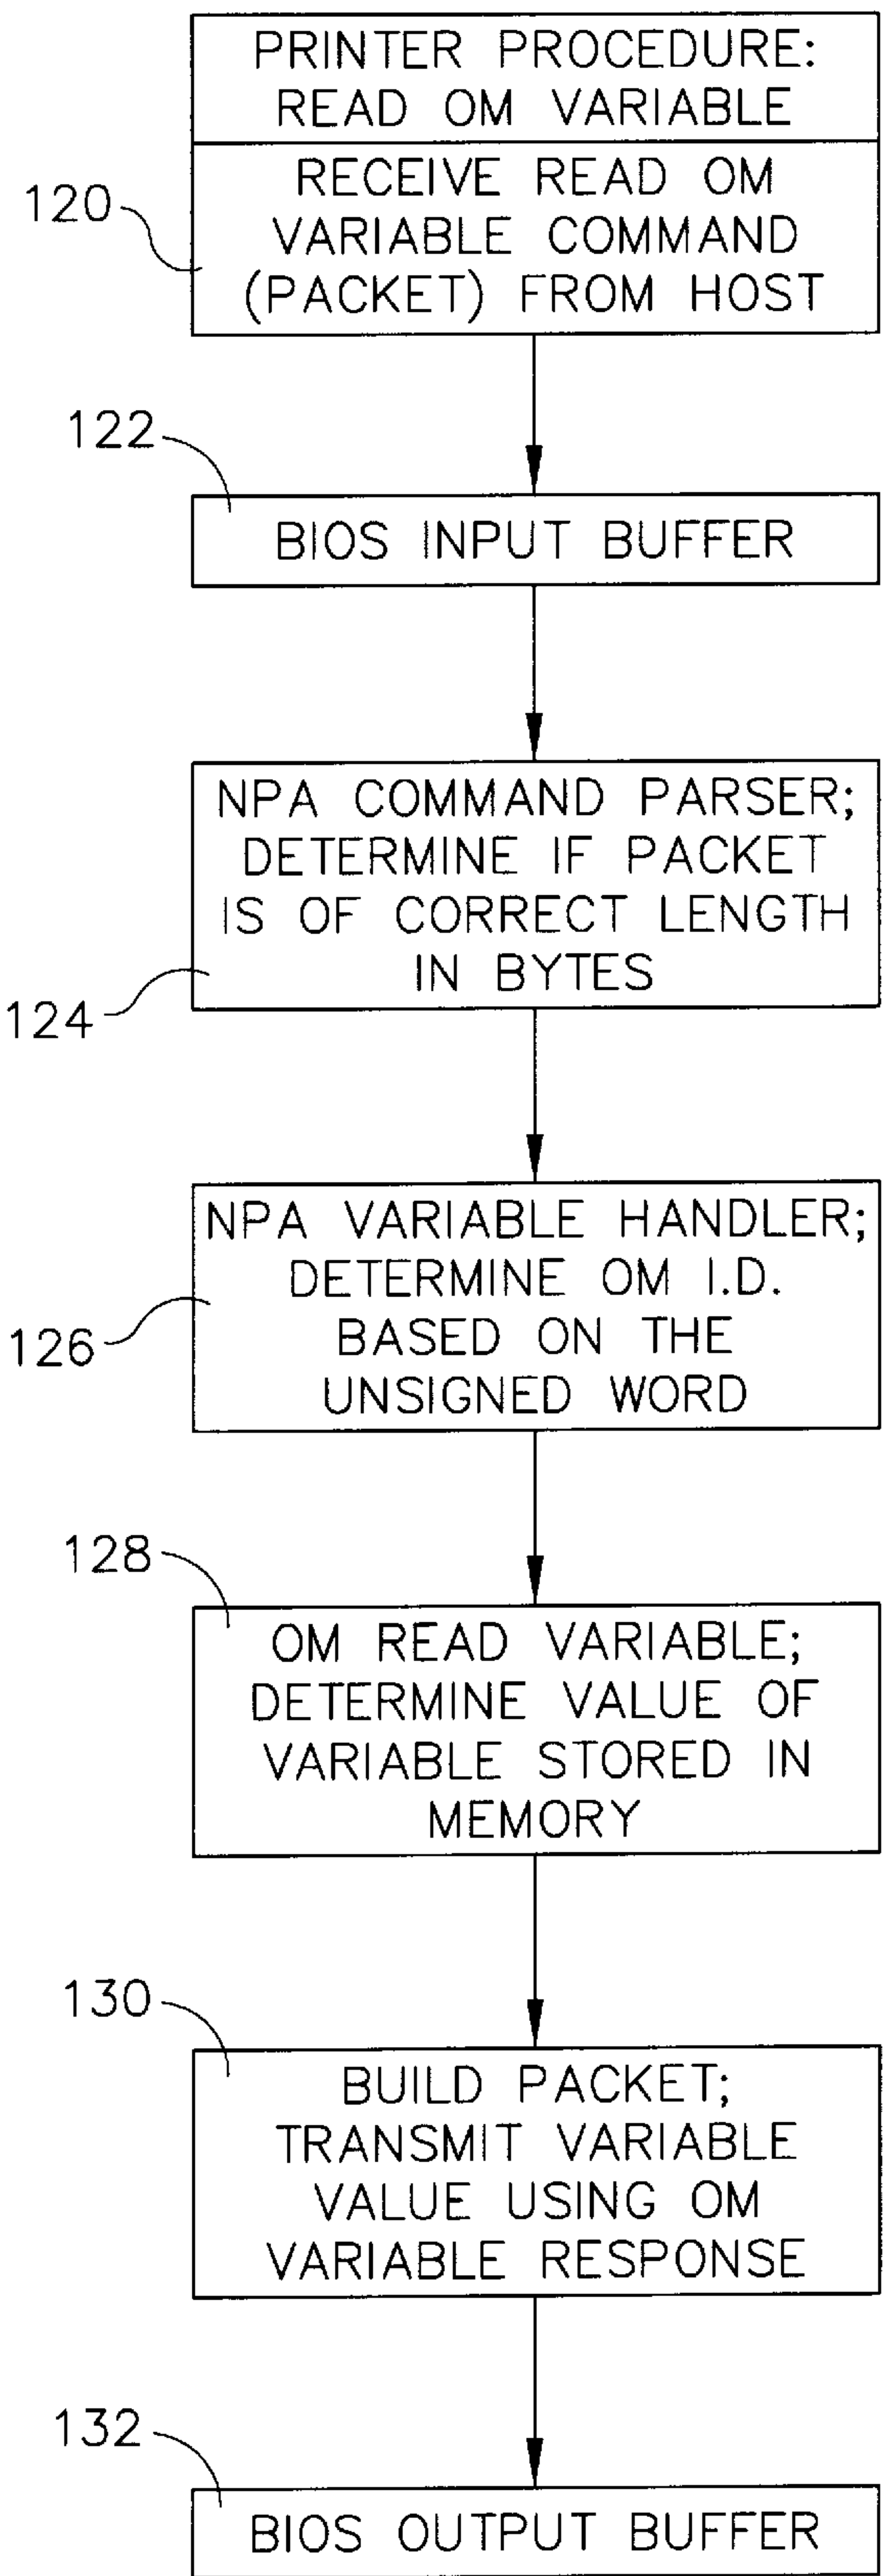 PRINTER PROCEDURE:
READ OM VARIABLE
120
RECEIVE READ OM
VARIABLE COMMAND
(PACKET) FROM HOST
122
BIOS INPUT BUFFER
NPA COMMAND PARSER;
DETERMINE IF PACKET
IS OF CORRECT LENGTH
IN BYTES
124
NPA VARIABLE HANDLER;
DETERMINE OM I.D.
BASED ON THE
UNSIGNED WORD
126
128
OM READ VARIABLE;
DETERMINE VALUE OF
VARIABLE STORED IN
MEMORY
130
BUILD PACKET;
TRANSMIT VARIABLE
VALUE USING OM
VARIABLE RESPONSE
132
BIOS OUTPUT BUFFER